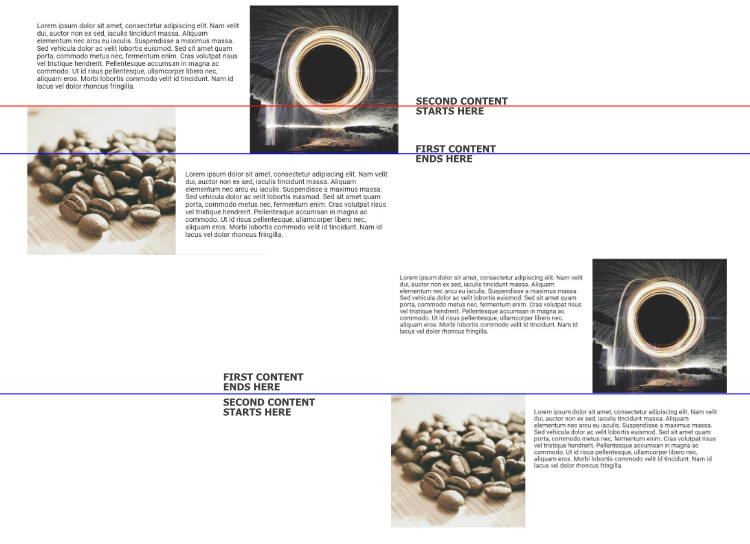 Lorem ipsum dolor sit amet, consectetur adipiscing elit. Nam velit
dui, auctor non ex sed, iaculis tincidunt massa. Aliquam
elementum nec arcu eu iaculis. Suspendisse a maximus massa.
Sed vehicula dolor ac velit lobortis euismod. Sed sit amet quam
porta, commodo metus nec, fermentum enim. Cras volutpat risus
vel tristique hendrerit. Pellentesque accumsan in magna ac
commodo. Ut id risus pellentesque, ullamcorper libero nec,
aliquam eros. Morbi lobortis commodo velit id tincidunt. Nam id
lacus vel dolor rhoncus fringilla.
SECOND CONTENT
STARTS HERE
FIRST CONTENT
ENDS HERE
Lorem ipsum dolor sit amet, consectetur adipiscing elit. Nam velit
dui, auctor non ex sed, iaculis tincidunt massa. Aliquam
elementum nec arcu eu iaculis. Suspendisse a maximus massa.
Sed vehicula dolor ac velit lobortis euismod. Sed sit amet quam
porta, commodo metus nec, fermentum enim. Cras volutpat risus
vel tristique hendrerit. Pellentesque accumsan in magna ac
commodo. Ut id risus pellentesque, ullamcorper libero nec,
aliquam eros. Morbi lobortis commodo velit id tincidunt. Nam id
lacus vel dolor rhoncus fringilla.
Lorem ipsum dolor sit amet, consectetur adipiscing elit. Nam velit
dui, auctor non ex sed, iaculis tincidunt massa. Aliquam
elementum nec arcu eu iaculis. Suspendisse a maximus massa.
Sed vehicula dolor ac velit lobortis euismod. Sed sit amet quam
porta, commodo metus nec, fermentum enim. Cras volutpat risus
vel tristique hendrerit. Pellentesque accumsan in magna ac
commodo. Ut id risus pellentesque, ullamcorper libero nec,
aliquam eros. Morbi lobortis commodo velit id tincidunt. Nam id
lacus vel dolor rhoncus fringilla.
FIRST CONTENT
ENDS HERE
SECOND CONTENT
STARTS HERE
Lorem ipsum dolor sit amet, consectetur adipiscing elit. Nam velit
dui, auctor non ex sed, iaculis tincidunt massa. Aliquam
elementum nec arcu eu iaculis. Suspendisse a maximus massa.
Sed vehicula dolor ac velit lobortis euismod. Sed sit amet quam
porta, commodo metus nec, fermentum enim. Cras volutpat risus
vel tristique hendrerit. Pellentesque accumsan in magna ac
commodo. Ut id risus pellentesque, ullamcorper libero nec,
aliquam eros. Morbi lobortis commodo velit id tincidunt. Nam id
lacus vel dolor rhoncus fringilla.